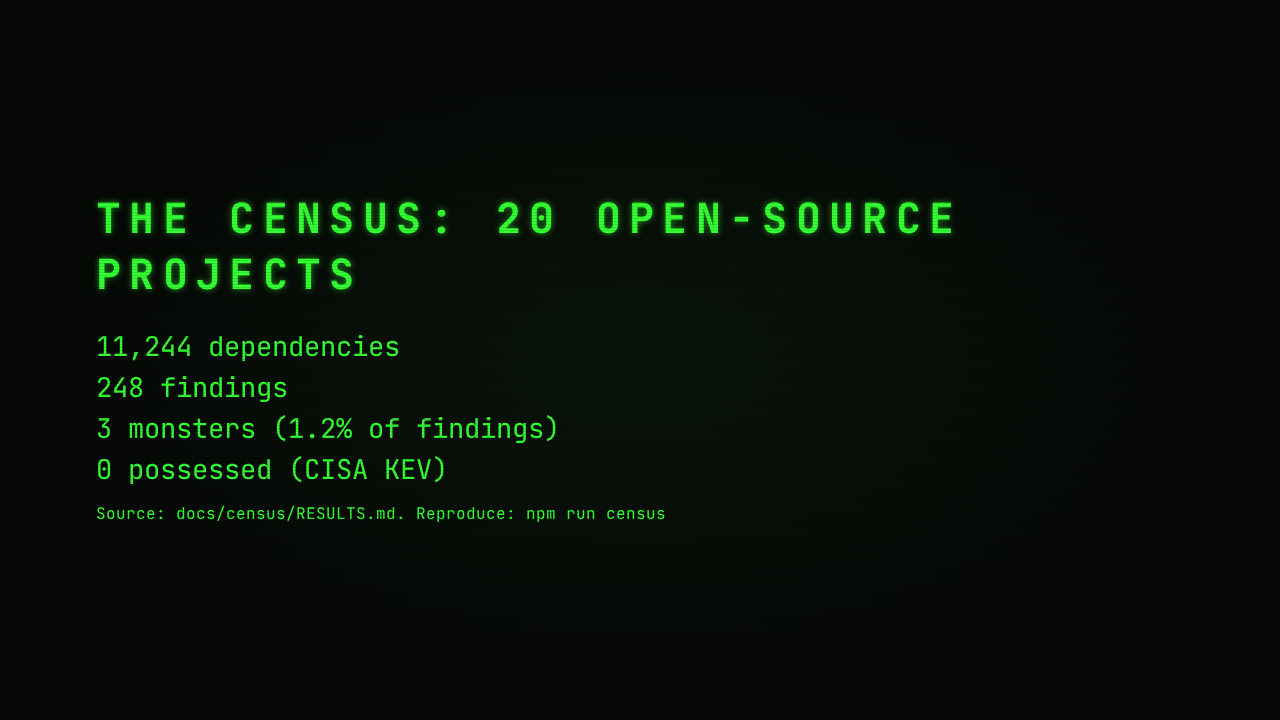 THE CENSUS: 20 OPEN-SOURCE
PROJECTS
11,244 dependencies
248 findings
3 monsters (1.2% of findings)
0 possessed (CISA KEV)
Source: docs/census/RESULTS.md. Reproduce: npm run census